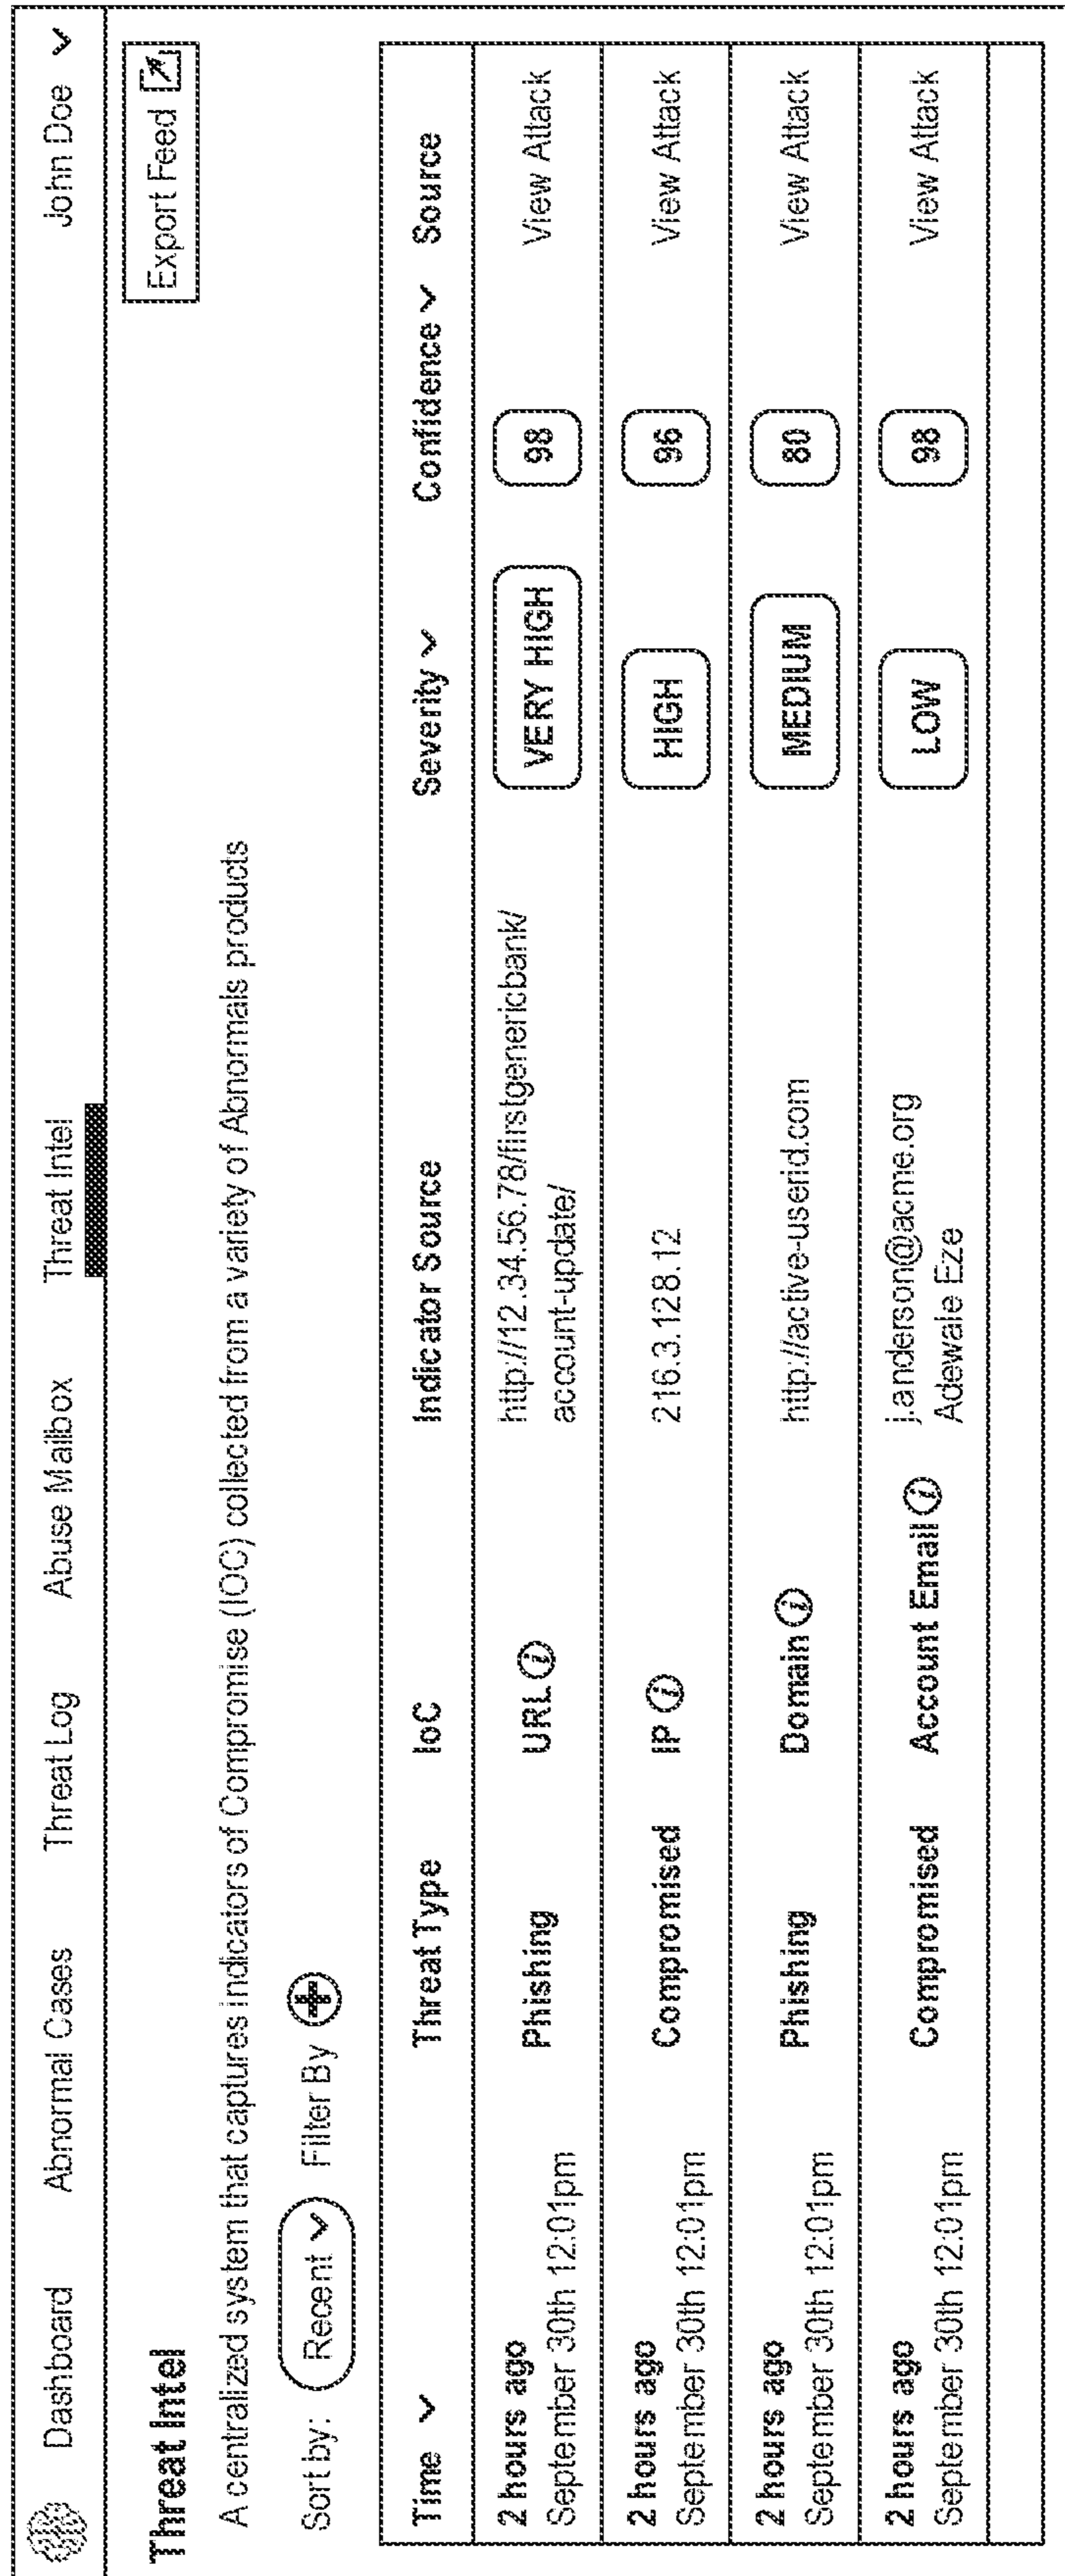 Dashboard Abnormal Cases Threat Log Abuse Mailbox Threat Intel John Doe
Threat Intel
Export Feed
A centralized system that captures Indicators of Compromise (IOC) collected from a variety of Abnormals products
Sort by: Recent Filter By
Time Threat Type IoC Indicator Source Severity Confidence Source
2 hours ago Phishing URL i http://12.34.56.78/firstgenericbank/ VERY HIGH 98 View Attack
September 30th 12:01pm account-update/
2 hours ago Compromised IP i 216.3.128.12 HIGH 96 View Attack
September 30th 12:01pm
2 hours ago Phishing Domain i http://active-userid.com MEDIUM 80 View Attack
September 30th 12:01pm
2 hours ago Compromised Account Email i j.anderson@acme.org LOW 98 View Attack
September 30th 12:01pm Adewale Eze